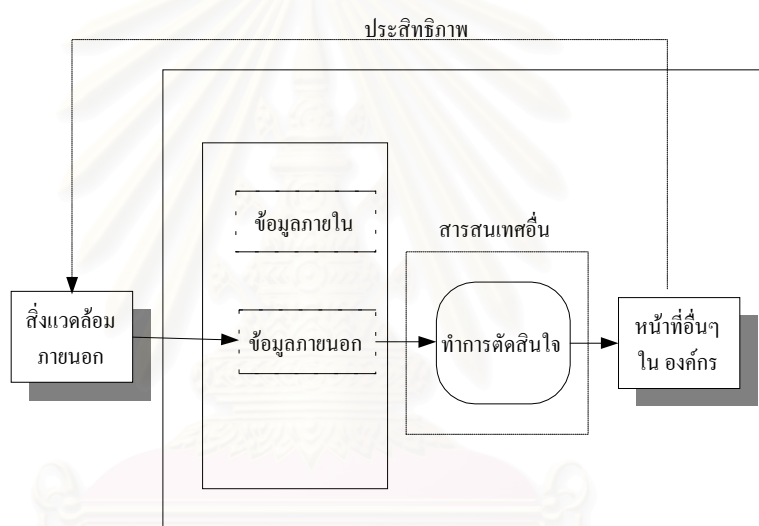 ประสิทธิภาพ
ข้อมูลภายใน
สารสนเทศอื่น
สิ่งแวดล้อม
ภายนอก
ข้อมูลภายนอก
ทำการตัดสินใจ
หน้าที่อื่นๆ
ใน องค์กร